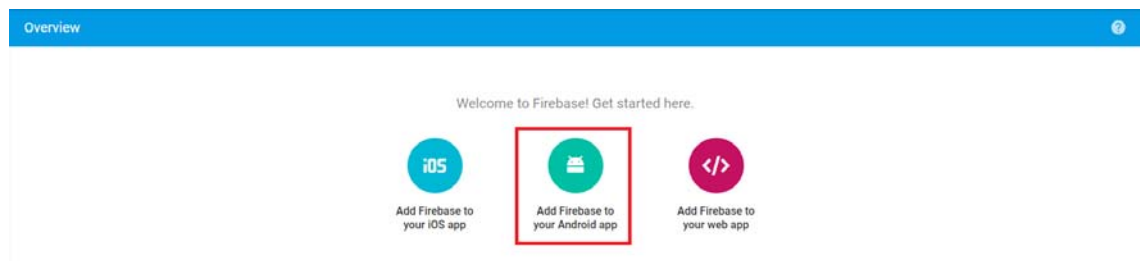 Overview
?
Welcome to Firebase! Get started here.
iOS
</>
Add Firebase to
your iOS app
Add Firebase to
your Android app
Add Firebase to
your web app